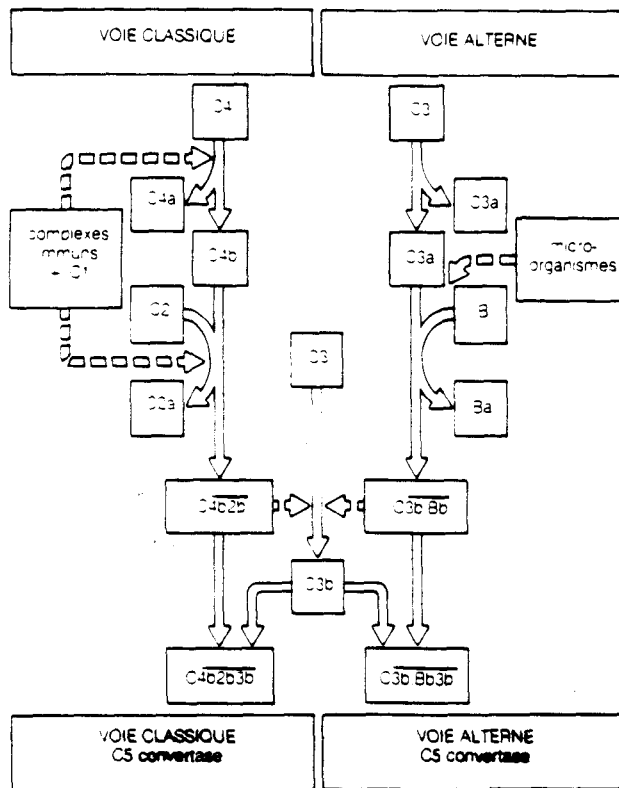 VOIE CLASSIQUE
VOIE ALTERNE
C4
C3
C4a
C3a
complexes
immuns
+ C1
C4b
C3a
micro-
organismes
C2
B
C3
C2a
Ba
C4b2b
C3b,Bb
C3b
C4b2b3b
C3b,Bb3b
VOIE CLASSIQUE
C5 convertase
VOIE ALTERNE
C5 convertase